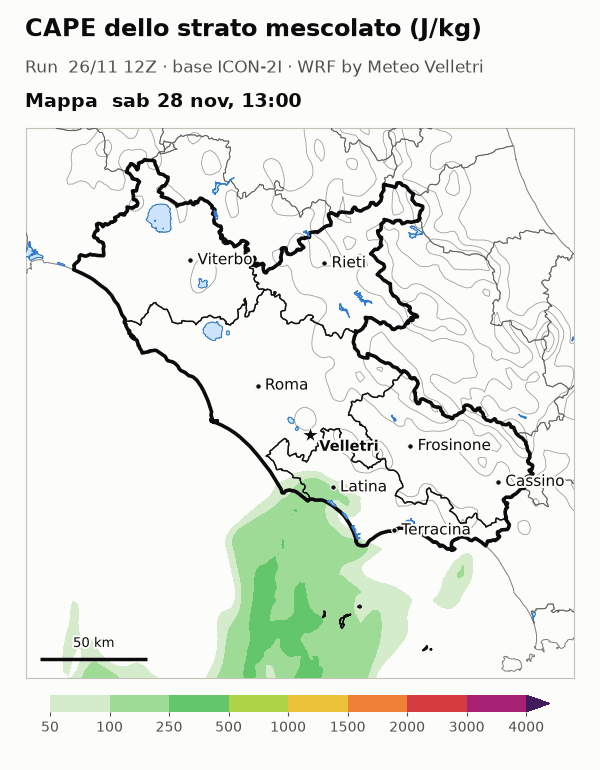 CAPE dello strato mescolato (J/kg)
Run  26/11 12Z · base ICON-2I · WRF by Meteo Velletri
Mappa  sab 28 nov, 13:00
Viterbo
Rieti
Roma
Velletri
Frosinone
Cassino
Latina
Terracina
50 km
50 100 250 500 1000 1500 2000 3000 4000